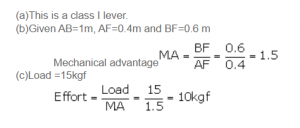 (a)This is a class I lever.
(b)Given AB=1m, AF=0.4m and BF=0.6 m
Mechanical advantage MA = BF/AF = 0.6/0.4 = 1.5
(c)Load =15kgf
Effort = Load/MA = 15/1.5 = 10kgf